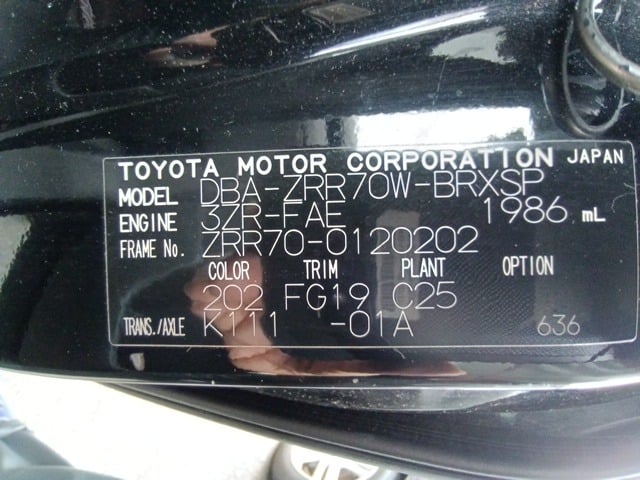 TOYOTA MOTOR CORPORATION JAPAN
MODEL DBA-ZRR70W-BRXSP
ENGINE 3ZR-FAE 1986 mL
FRAME No. ZRR70-0120202
COLOR TRIM PLANT OPTION
202 FG19 C25
TRANS./AXLE K111 -01A 636